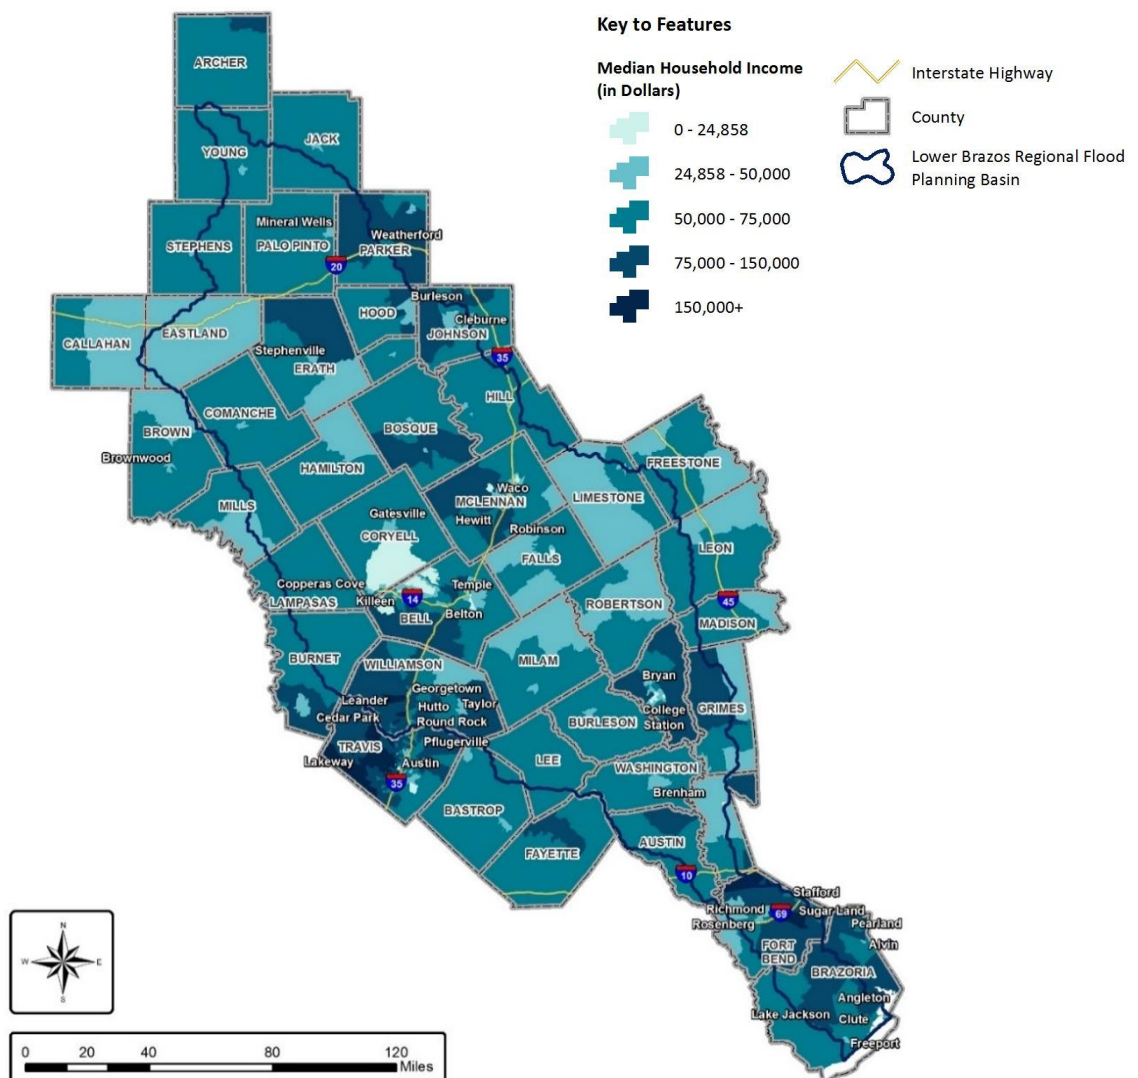 Key to Features
Median Household Income
(in Dollars)
0 - 24,858
24,858 - 50,000
50,000 - 75,000
75,000 - 150,000
150,000+
Interstate Highway
County
Lower Brazos Regional Flood
Planning Basin
ARCHER
YOUNG
JACK
Mineral Wells
STEPHENS
PALO PINTO
Weatherford
PARKER
20
Burleson
HOOD
Cleburne
JOHNSON
CALLAHAN
EASTLAND
Stephenville
ERATH
35
HILL
COMANCHE
BROWN
BOSQUE
Brownwood
HAMILTON
FREESTONE
Waco
MCLENNAN
LIMESTONE
MILLS
Gatesville
Hewitt
Robinson
CORYELL
LEON
FALLS
Copperas Cove
Temple
Killeen
14
LAMPASAS
Belton
BELL
ROBERTSON
45
MADISON
BURNET
WILLIAMSON
MILAM
Bryan
Georgetown
Leander
Hutto
Taylor
College
Station
GRIMES
Cedar Park
Round Rock
BURLESON
TRAVIS
Pflugerville
Lakeway
Austin
LEE
WASHINGTON
35
Brenham
BASTROP
AUSTIN
FAYETTE
10
Stafford
Richmond
69
Sugar Land
Rosenberg
Pearland
FORT
BEND
Alvin
BRAZORIA
Angleton
Lake Jackson
Clute
Freeport
N
W
E
S
0
20
40
80
120
Miles